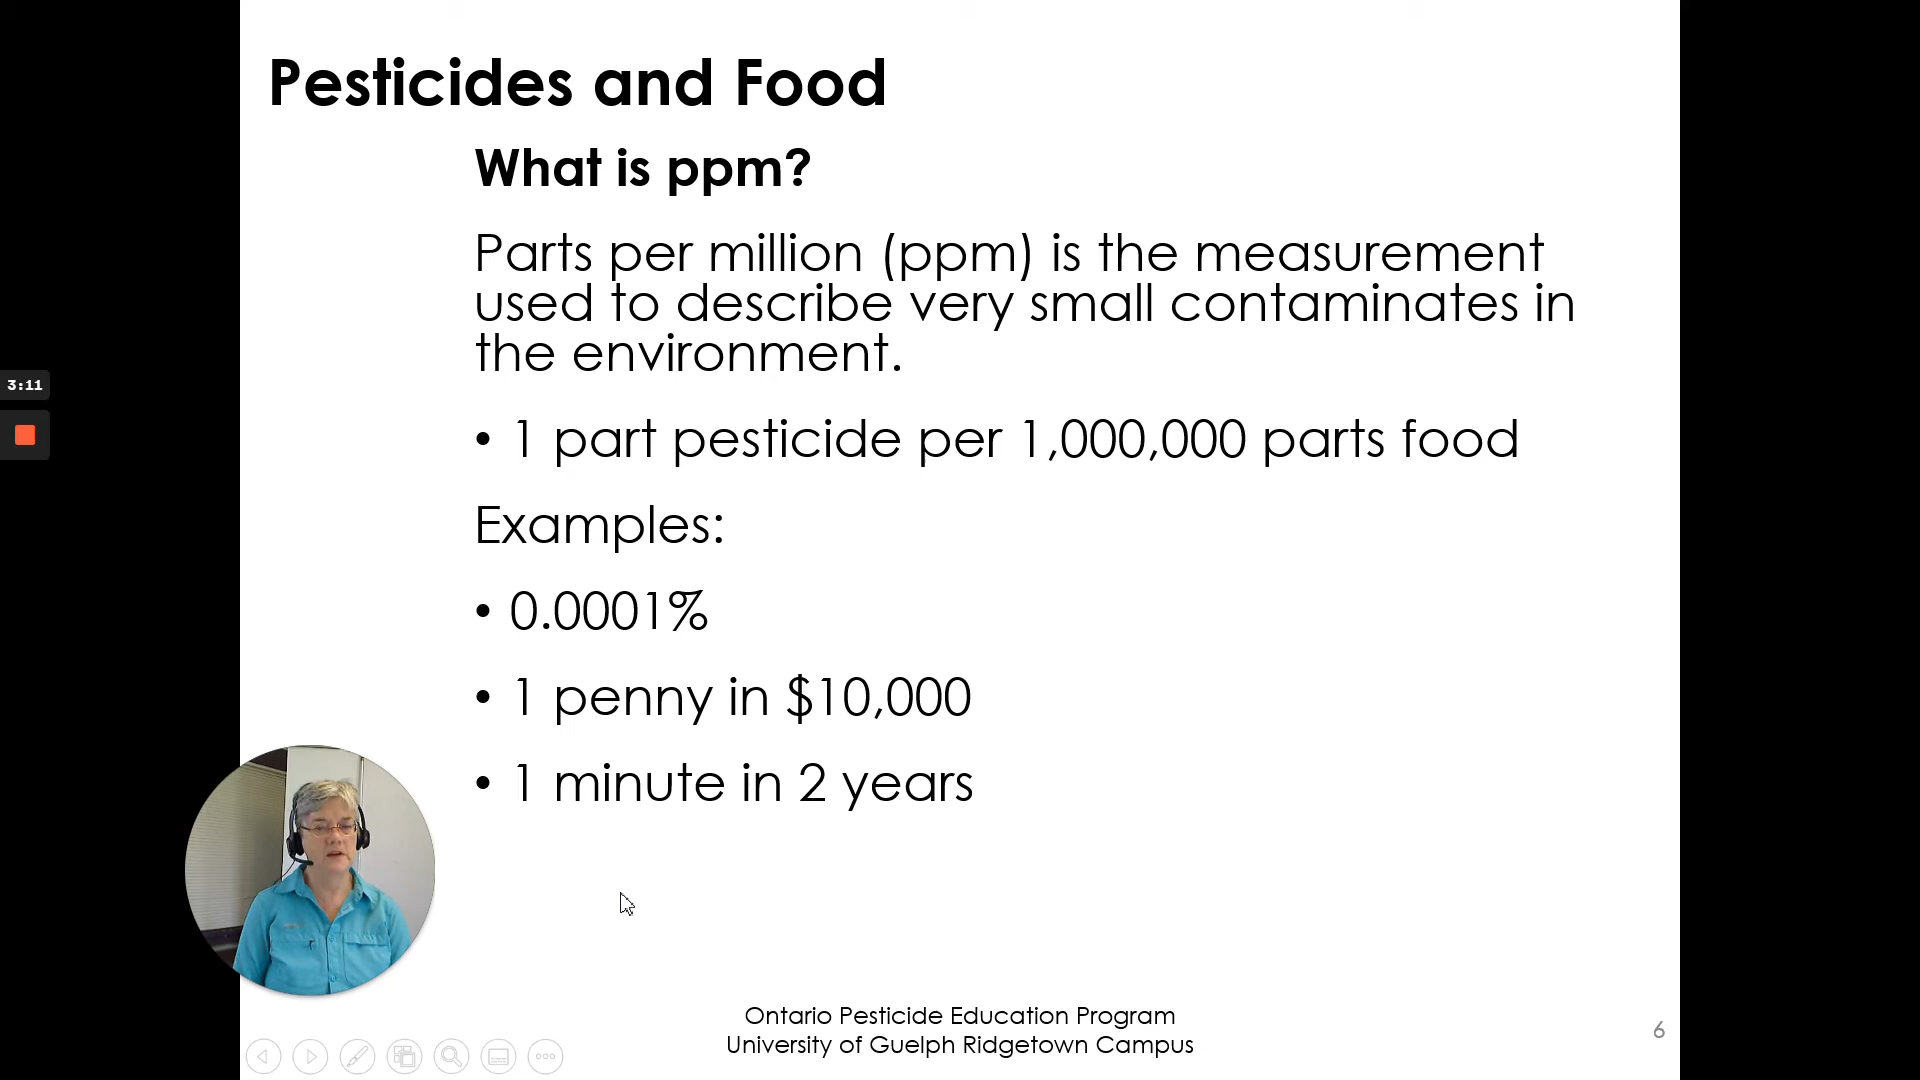 Pesticides and Food
What is ppm?
Parts per million (ppm) is the measurement
used to describe very small contaminates in
the environment.
• 1 part pesticide per 1,000,000 parts food
Examples:
• 0.0001%
• 1 penny in $10,000
• 1 minute in 2 years
3:11
Ontario Pesticide Education Program
University of Guelph Ridgetown Campus
6